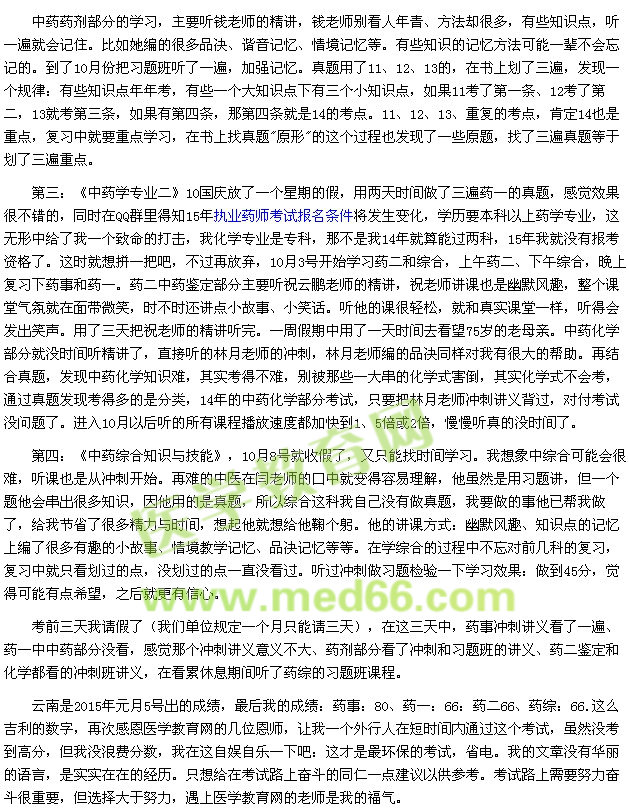 中药药剂部分的学习，主要听钱老师的精讲，钱老师别看人年青、方法却很多，有些知识点，听
一遍就会记住。比如她编的很多品决、谐音记忆、情境记忆等。有些知识的记忆方法可能一辈不会忘
记的。到了10月份把习题班听了一遍，加强记忆。真题用了11、12、13的，在书上划了三遍，发现一
个规律：有些知识点年年考，有些一个大知识点下有三个小知识点，如果11考了第一条、12考了第
二，13就考第三条，如果有第四条，那第四条就是14的考点。11、12、13、重复的考点，肯定14也是
重点，复习中就要重点学习，在书上找真题"原形"的这个过程也发现了一些原题，找了三遍真题等于
划了三遍重点。
第三：《中药学专业二》10国庆放了一个星期的假，用两天时间做了三遍药一的真题，感觉效果
很不错的，同时在QQ群里得知15年执业药师考试报名条件将发生变化，学历要本科以上药学专业，这
无形中给了我一个致命的打击，我化学专业是专科，那不是我14年就算能过两科，15年我就没有报考
资格了。这时就想拼一把吧，不过再放弃，10月3号开始学习药二和综合，上午药二、下午综合，晚上
复习下药事和药一。药二中药鉴定部分主要听祝云鹏老师的精讲，祝老师讲课也是幽默风趣，整个课
堂气氛就在面带微笑，时不时还讲点小故事、小笑话。听他的课很轻松，就和真实课堂一样，听得会
发出笑声。用了三天把祝老师的精讲听完。一周假期中用了一天时间去看望75岁的老母亲。中药化学
部分就没时间听精讲了，直接听的林月老师的冲刺，林月老师编的品决同样对我有很大的帮助。再结
合真题，发现中药化学知识难，其实考得不难，别被那些一大串的化学式害倒，其实化学式不会考，
通过真题发现考得多的是分类，14年的中药化学部分考试，只要把林月老师冲刺讲义背过，对付考试
没问题了。进入10月以后听的所有课程播放速度都加快到1、5倍或2倍，慢慢听真的没时间了。
第四：《中药综合知识与技能》，10月8号就收假了，又只能找时间学习。我想象中综合可能会很
难，听课也是从冲刺开始。再难的中医在闫老师的口中就变得容易理解，他虽然是用习题讲，但一个
题他会串出很多知识，因他用的是真题，所以综合这科我自己没有做真题，我要做的事他已帮我做
了，给我节省了很多精力与时间，想起他就想给他鞠个躬。他的讲课方式：幽默风趣、知识点的记忆
上编了很多有趣的小故事、情境教学记忆、品决记忆等等。在学综合的过程中不忘对前几科的复习，
复习中就只看划过的点，没划过的点一直没看过。听过冲刺做习题检验一下学习效果：做到45分，觉
得可能有点希望，之后就更有信心。
考前三天我请假了（我们单位规定一个月只能请三天），在这三天中，药事冲刺讲义看了一遍、
药一中中药部分没看，感觉那个冲刺讲义意义不大、药剂部分看了冲刺和习题班的讲义、药二鉴定和
化学都看的冲刺班讲义，在看累休息期间听了药综的习题班课程。
云南是2015年元月5号出的成绩，最后我的成绩：药事：80、药一：66：药二66、药综：66.这么
吉利的数字，再次感恩医学教育网的几位恩师，让我一个外行人在短时间内通过这个考试，虽然没考
到高分，但我没浪费分数，我在这自娱自乐一下吧：这才是最环保的考试，省电。我的文章没有华丽
的语言，是实实在在的经历。只想给在考试路上奋斗的同仁一点建议以供参考。考试路上需要努力奋
斗很重要，但选择大于努力，遇上医学教育网的老师是我的福气。
医学教育网
www.med66.com